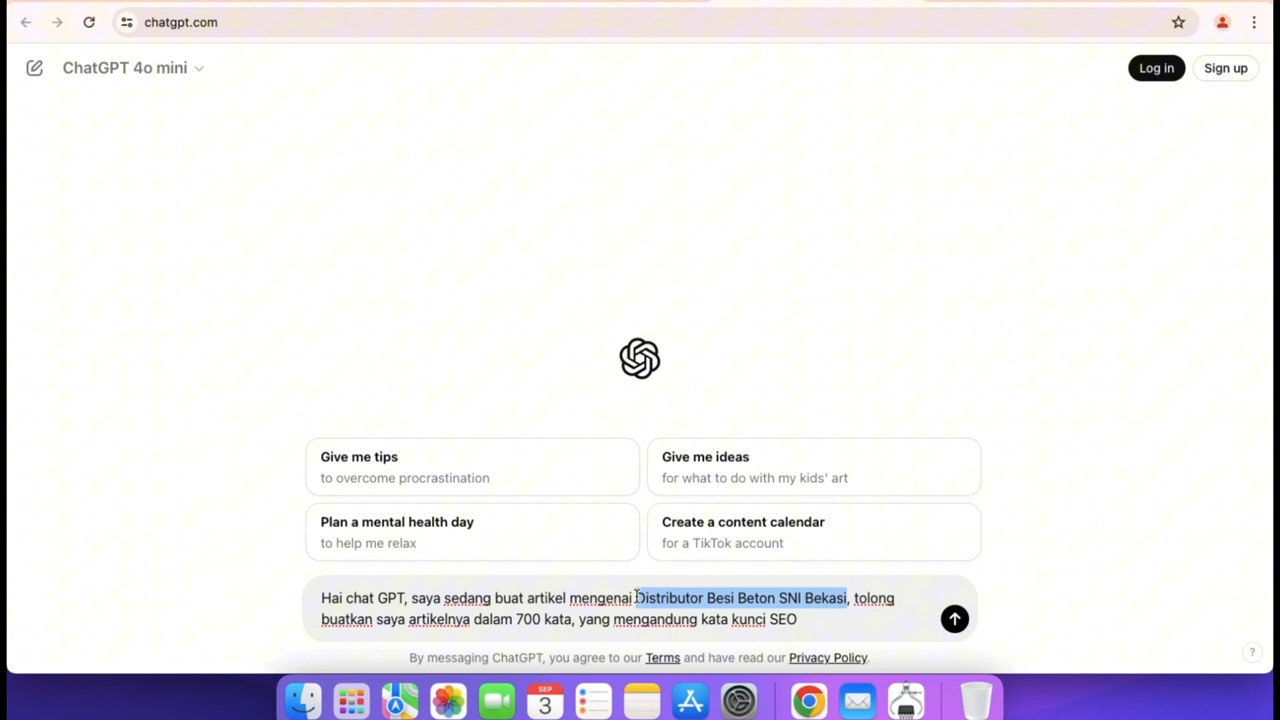 chatgpt.com
ChatGPT 4o mini
Log in
Sign up
Give me tips
to overcome procrastination
Give me ideas
for what to do with my kids' art
Plan a mental health day
to help me relax
Create a content calendar
for a TikTok account
Hai chat GPT, saya sedang buat artikel mengenai Distributor Besi Beton SNI Bekasi, tolong
buatkan saya artikelnya dalam 700 kata, yang mengandung kata kunci SEO
By messaging ChatGPT, you agree to our Terms and have read our Privacy Policy.
?
SEP
3